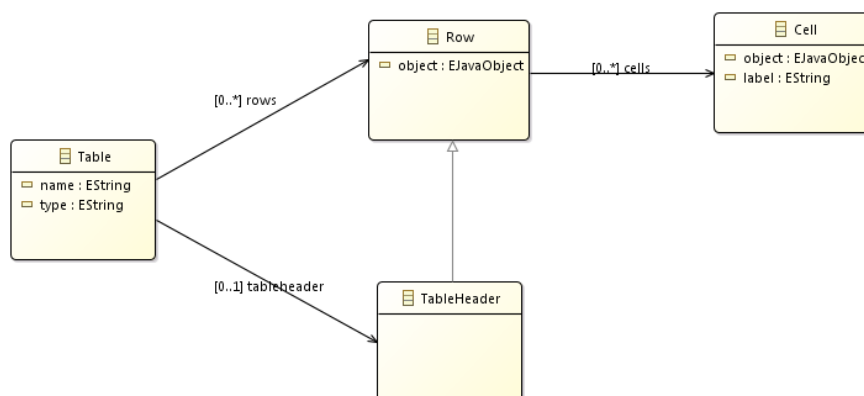 Row
object : EJavaObject
Cell
object : EJavaObjec
label : EString
[0..*] cells
[0..*] rows
Table
name : EString
type : EString
[0..1] tableheader
TableHeader